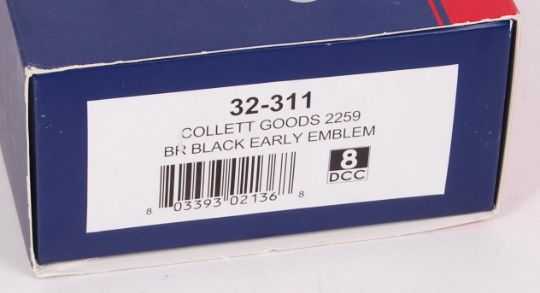 32-311
COLLETT GOODS 2259
BR BLACK EARLY EMBLEM
8
DCC
8 03393 02136 8